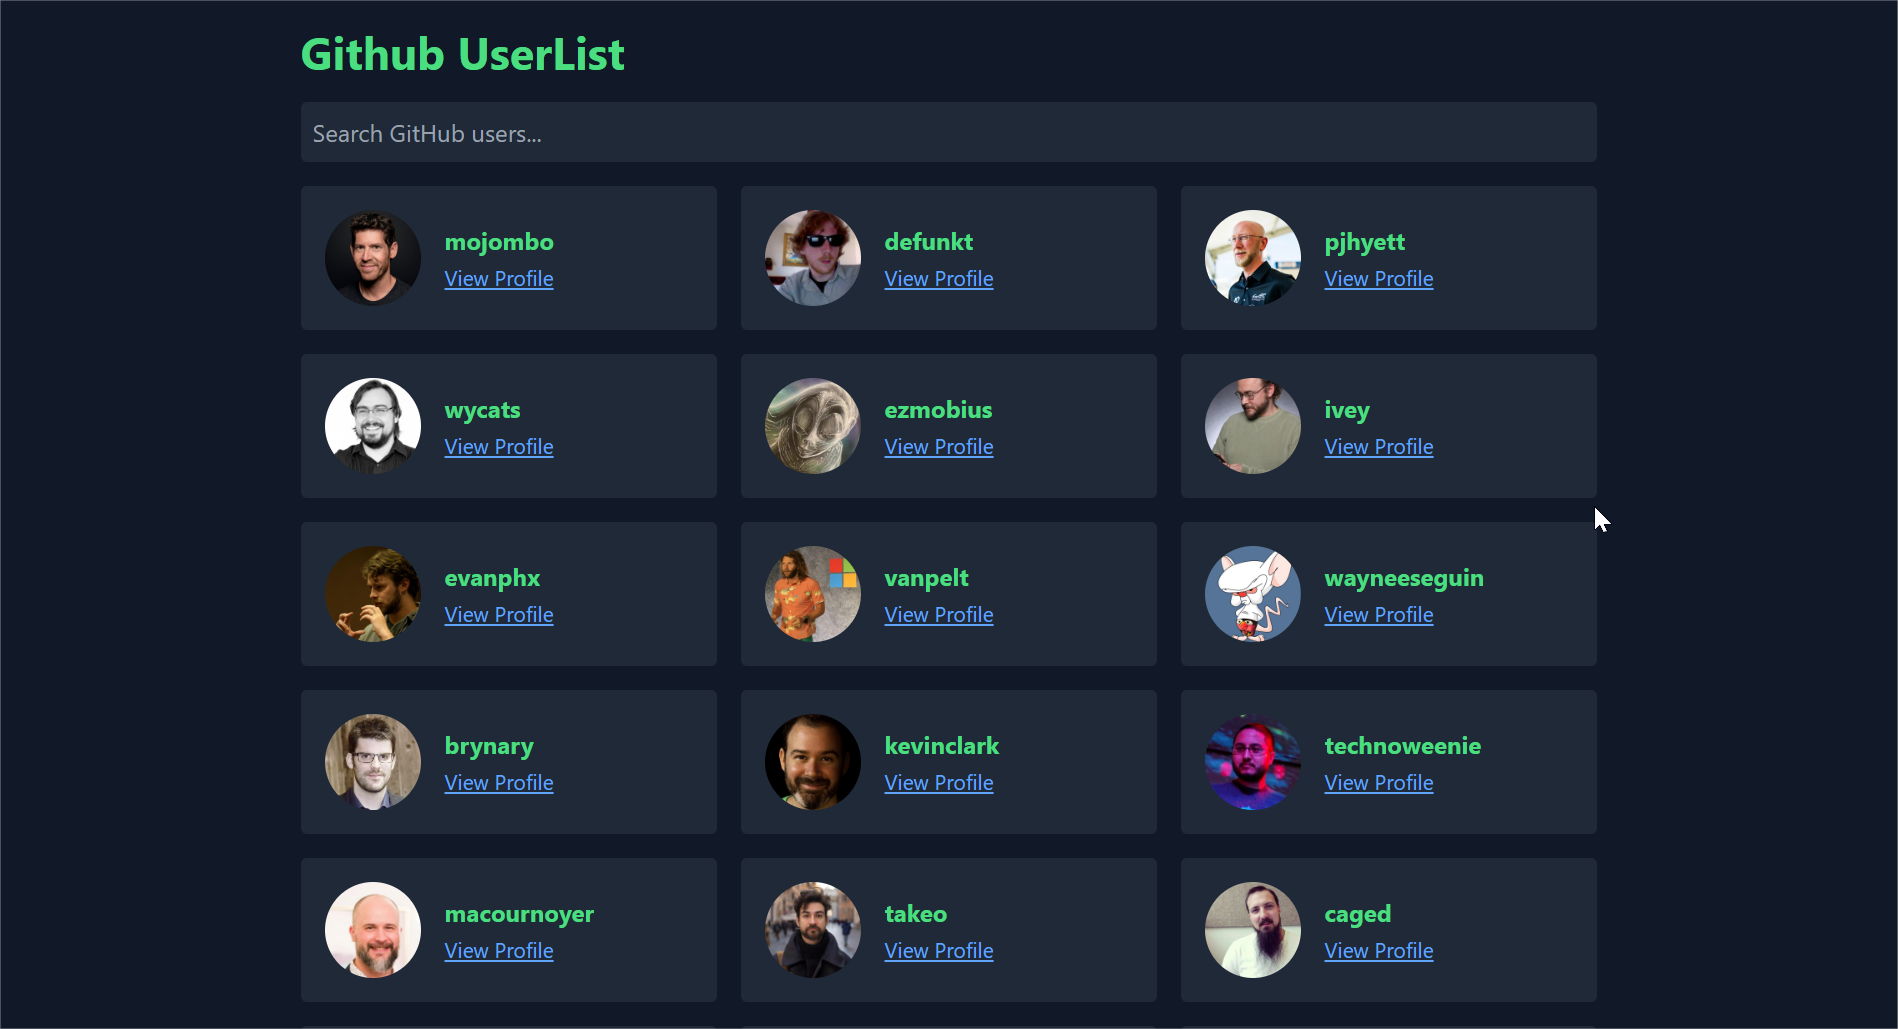 Github UserList
Search GitHub users...
mojombo
View Profile
defunkt
View Profile
pjhyett
View Profile
wycats
View Profile
ezmobius
View Profile
ivey
View Profile
evanphx
View Profile
vanpelt
View Profile
wayneeseguin
View Profile
brynary
View Profile
kevinclark
View Profile
technoweenie
View Profile
macournoyer
View Profile
takeo
View Profile
caged
View Profile